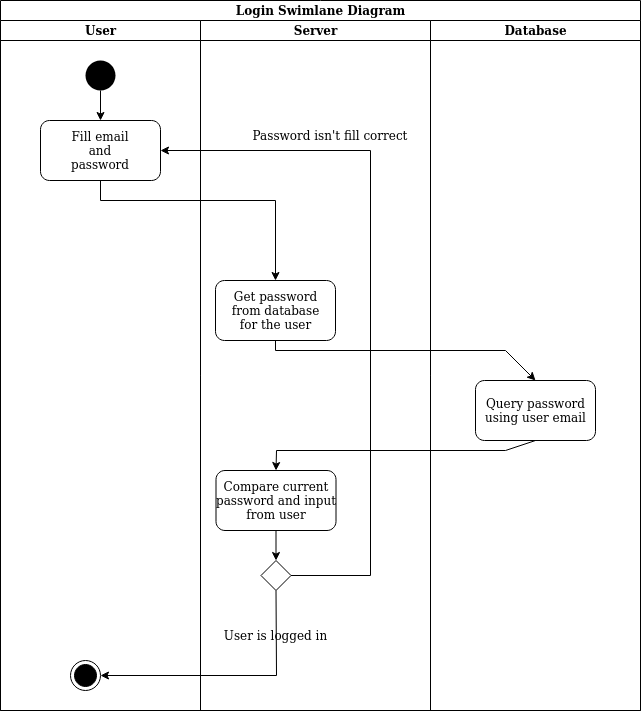 Login Swimlane Diagram
User
Server
Database
Fill email
and
password
Password isn't fill correct
Get password
from database
for the user
Query password
using user email
Compare current
password and input
from user
User is logged in